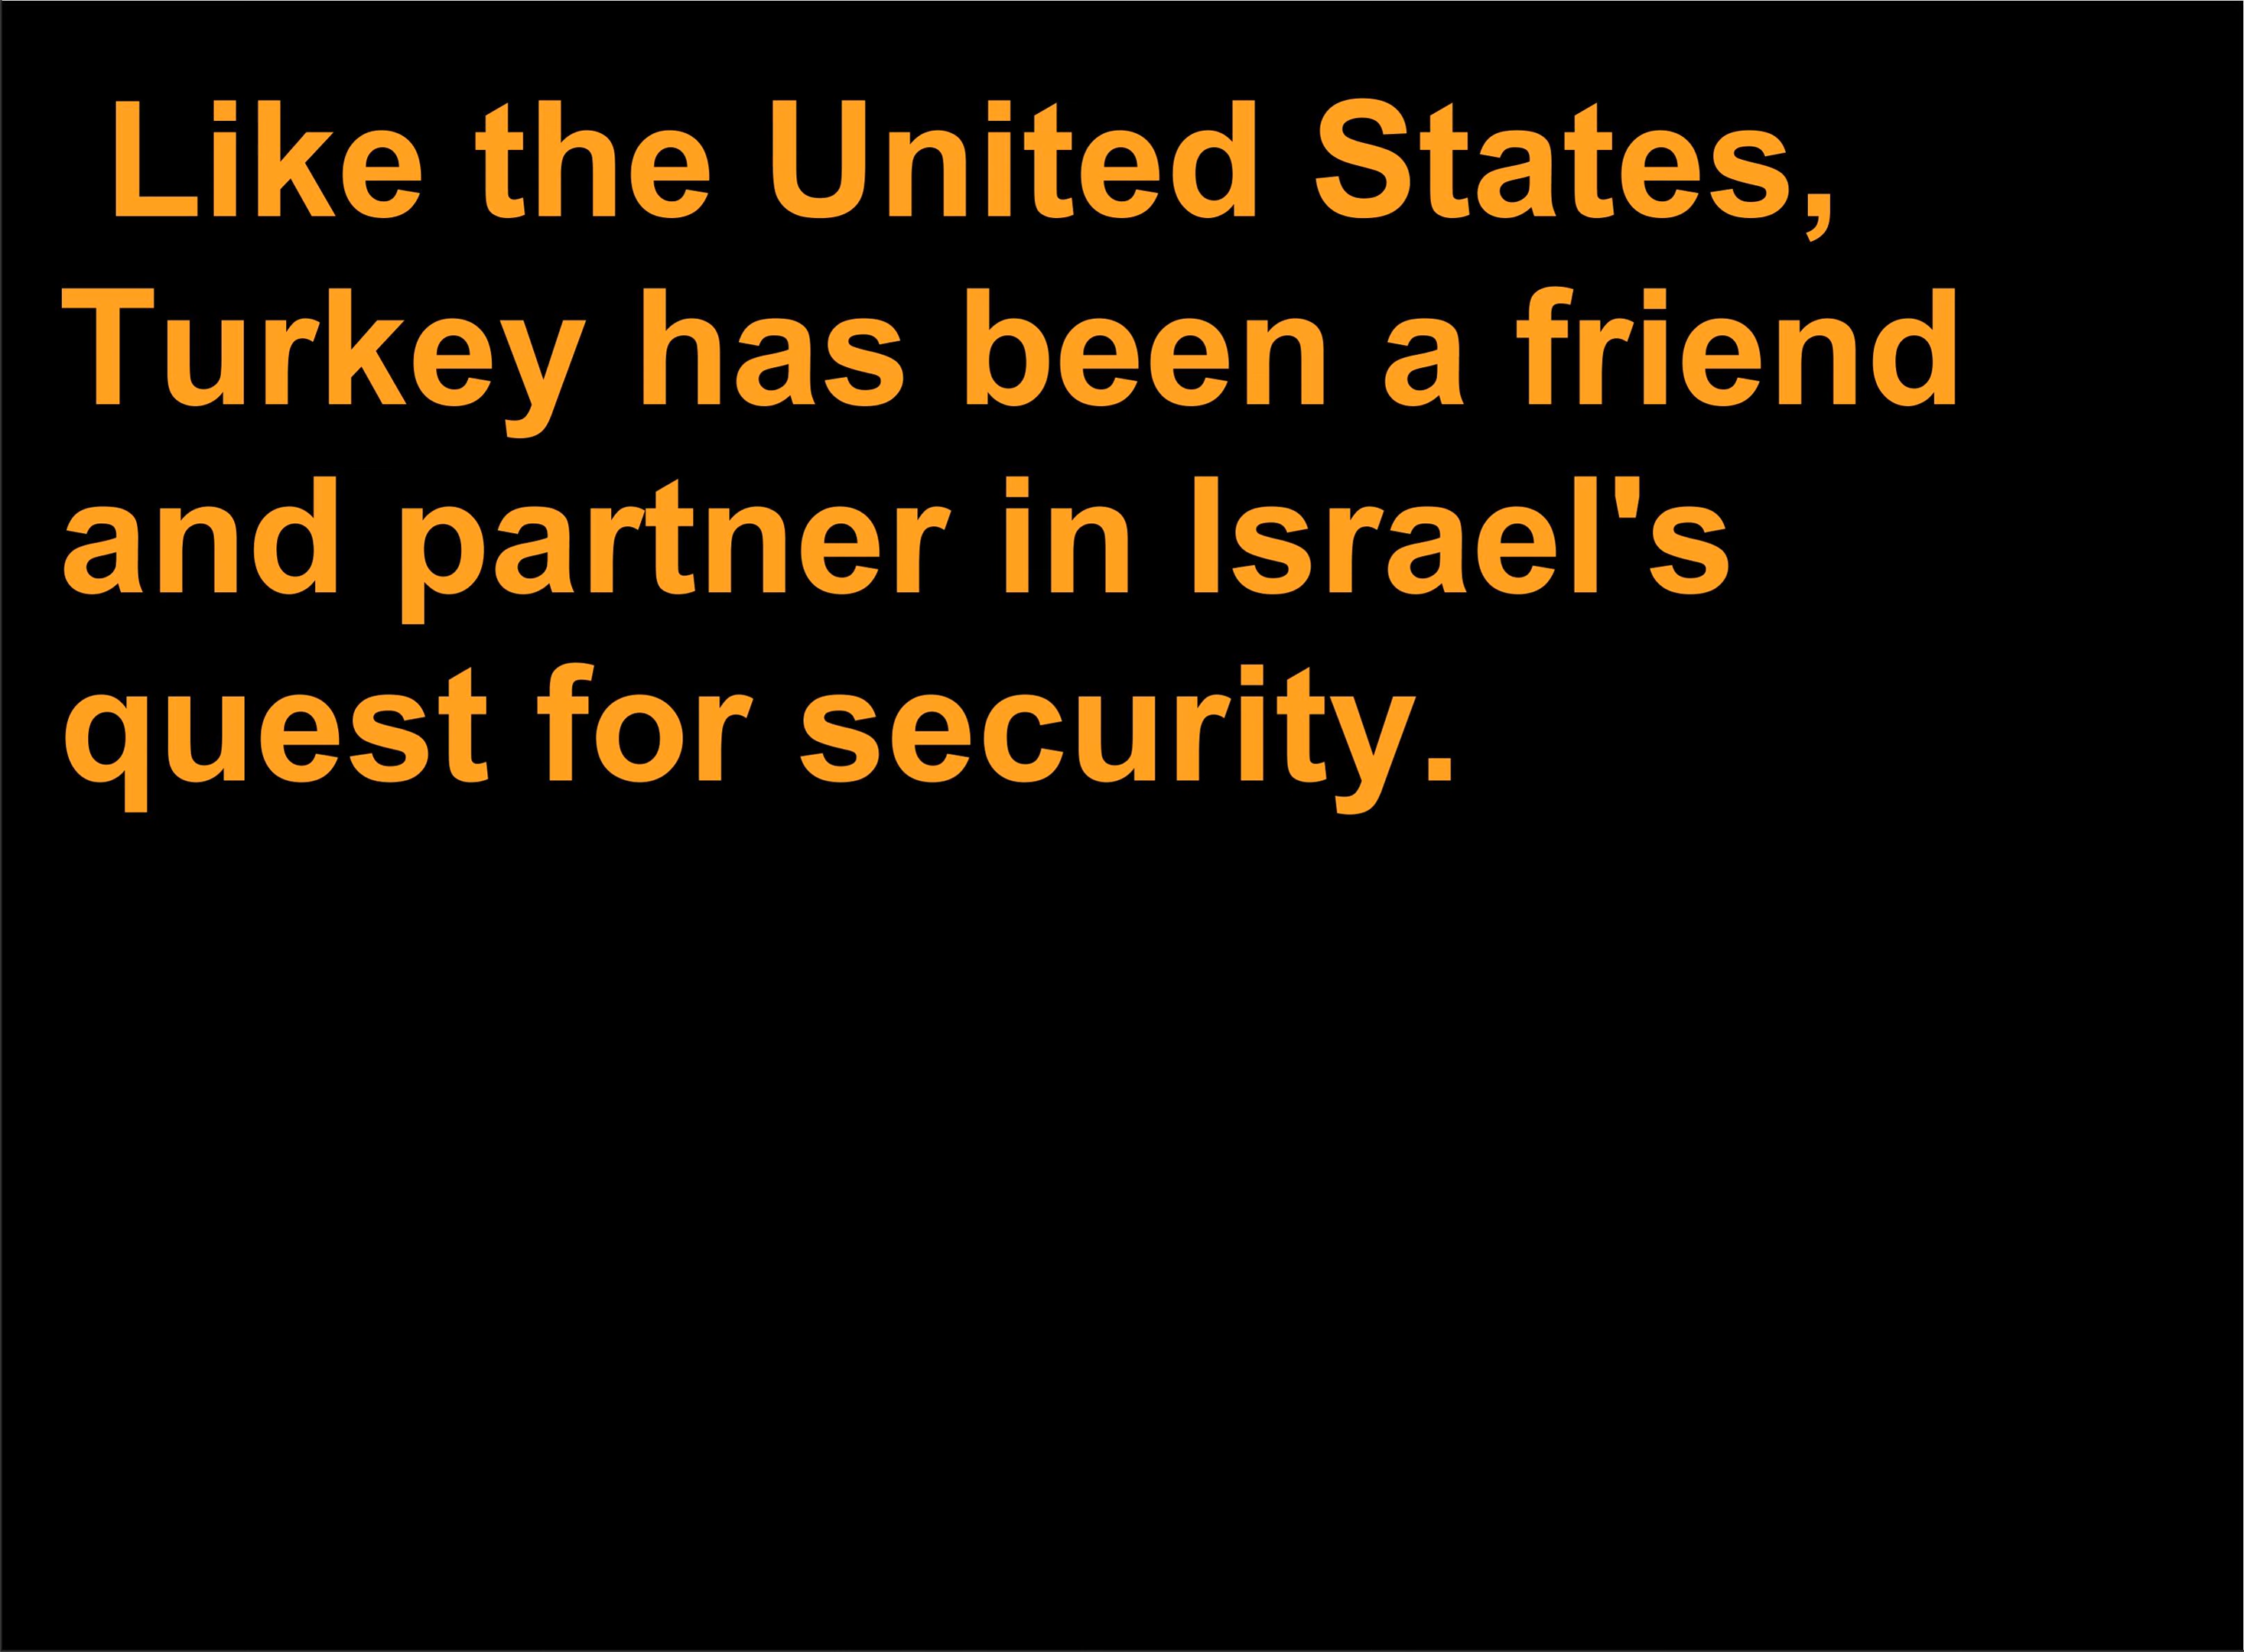 Like the United States,
Turkey has been a friend
and partner in Israel's
quest for security.